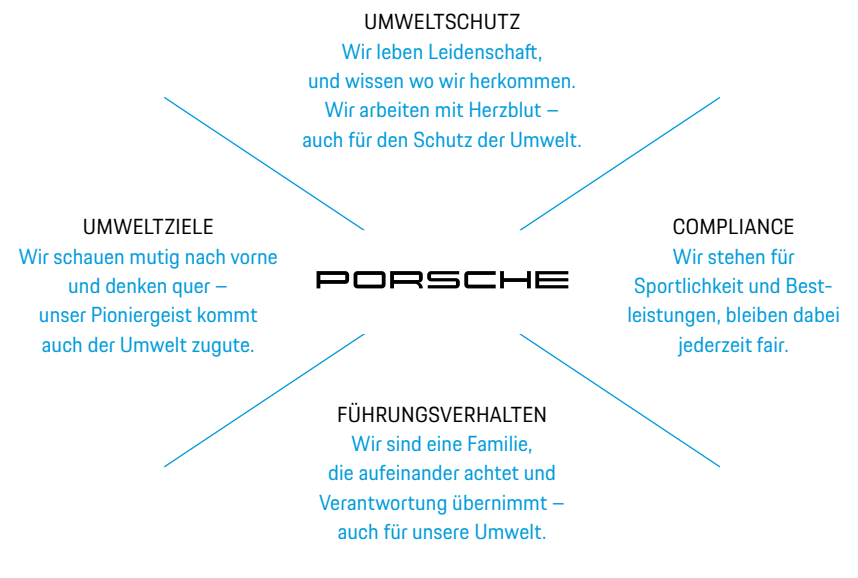 UMWELTSCHUTZ
Wir leben Leidenschaft,
und wissen wo wir herkommen.
Wir arbeiten mit Herzblut –
auch für den Schutz der Umwelt.
UMWELTZIELE
Wir schauen mutig nach vorne
und denken quer –
unser Pioniergeist kommt
auch der Umwelt zugute.
PORSCHE
COMPLIANCE
Wir stehen für
Sportlichkeit und Best-
leistungen, bleiben dabei
jederzeit fair.
FÜHRUNGSVERHALTEN
Wir sind eine Familie,
die aufeinander achtet und
Verantwortung übernimmt –
auch für unsere Umwelt.